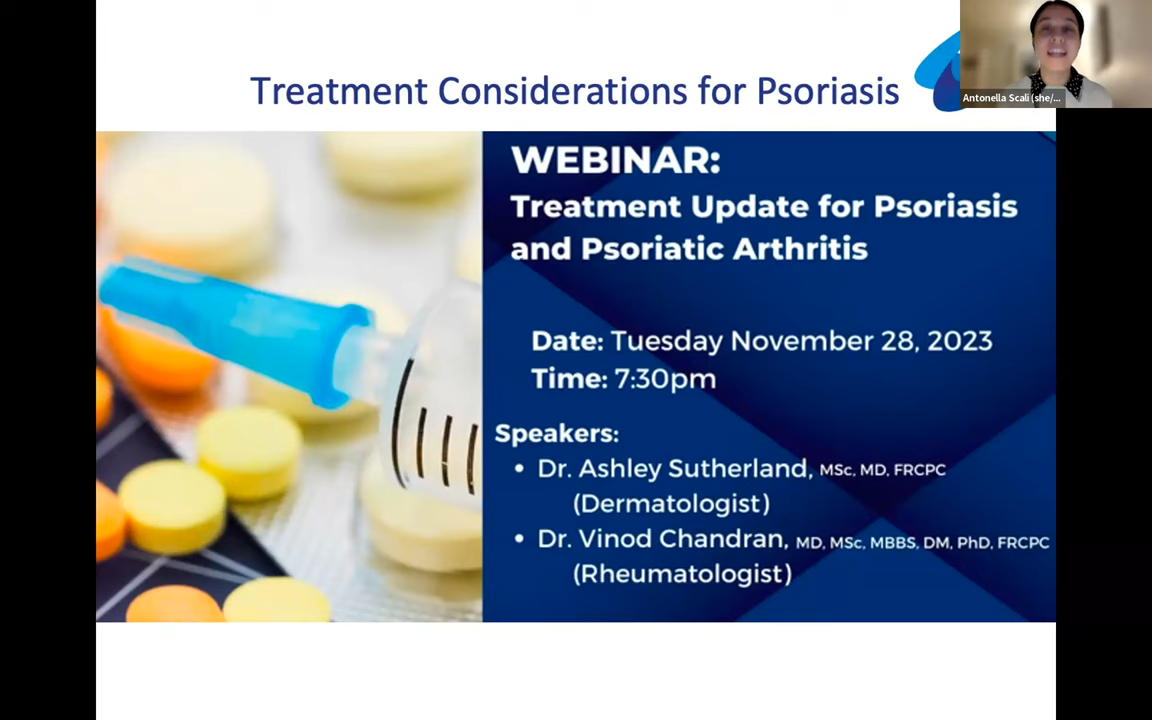 Treatment Considerations for Psoriasis
Antonella Scali (she/...
WEBINAR:
Treatment Update for Psoriasis
and Psoriatic Arthritis
Date: Tuesday November 28, 2023
Time: 7:30pm
Speakers:
• Dr. Ashley Sutherland, MSc, MD, FRCPC
(Dermatologist)
• Dr. Vinod Chandran, MD, MSc, MBBS, DM, PhD, FRCPC
(Rheumatologist)